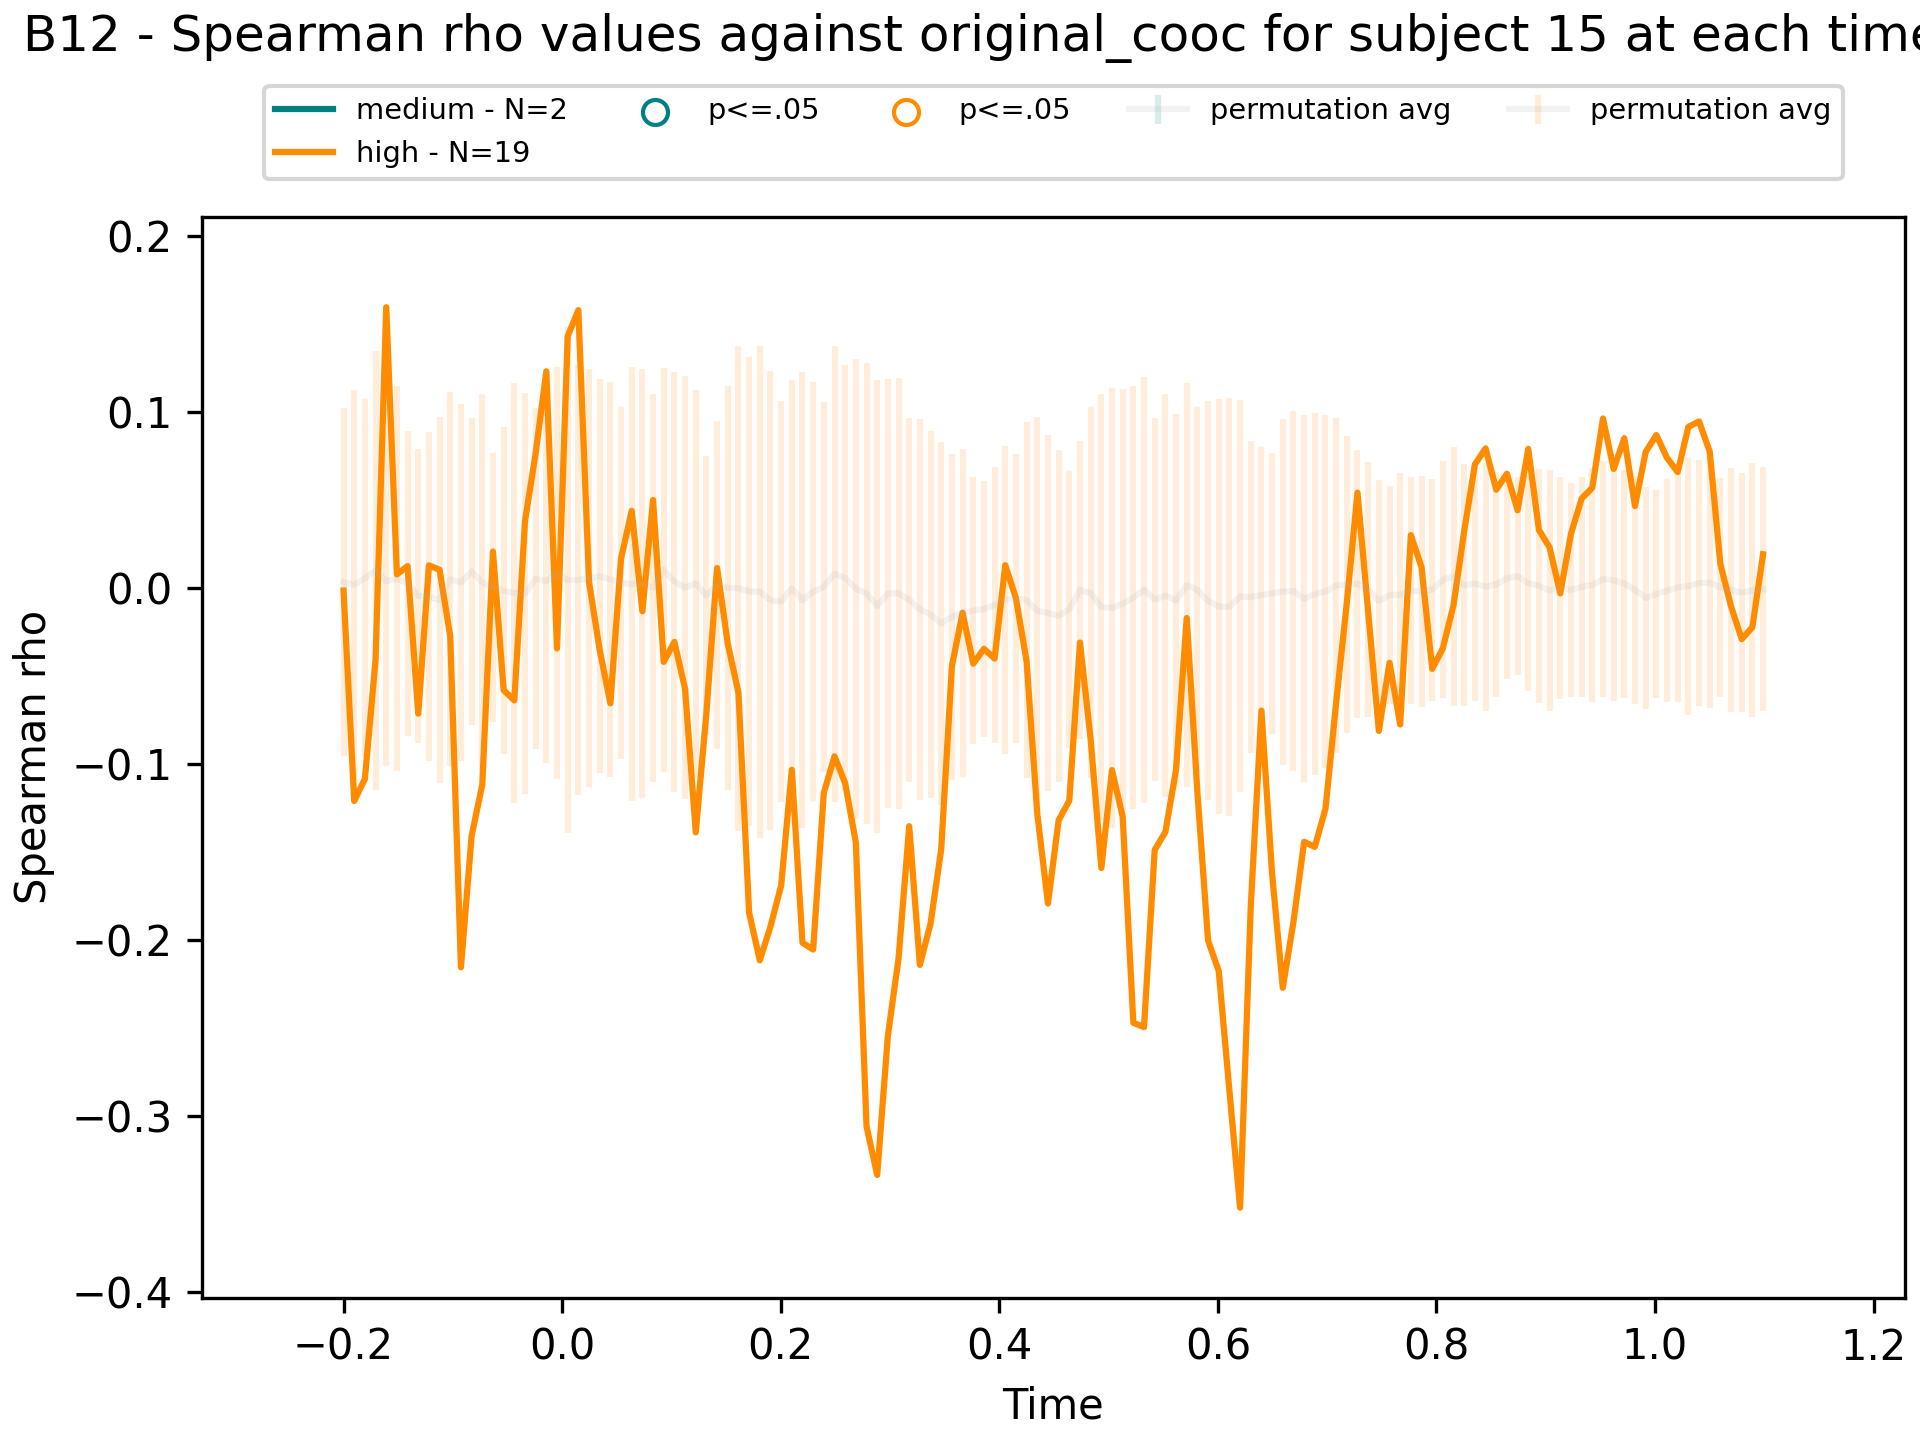 B12 - Spearman rho values against original_cooc for subject 15 at each time
medium - N=2
high - N=19
p<=.05
p<=.05
permutation avg
permutation avg
Spearman rho
0.2
0.1
0.0
−0.1
−0.2
−0.3
−0.4
−0.2 0.0 0.2 0.4 0.6 0.8 1.0 1.2
Time